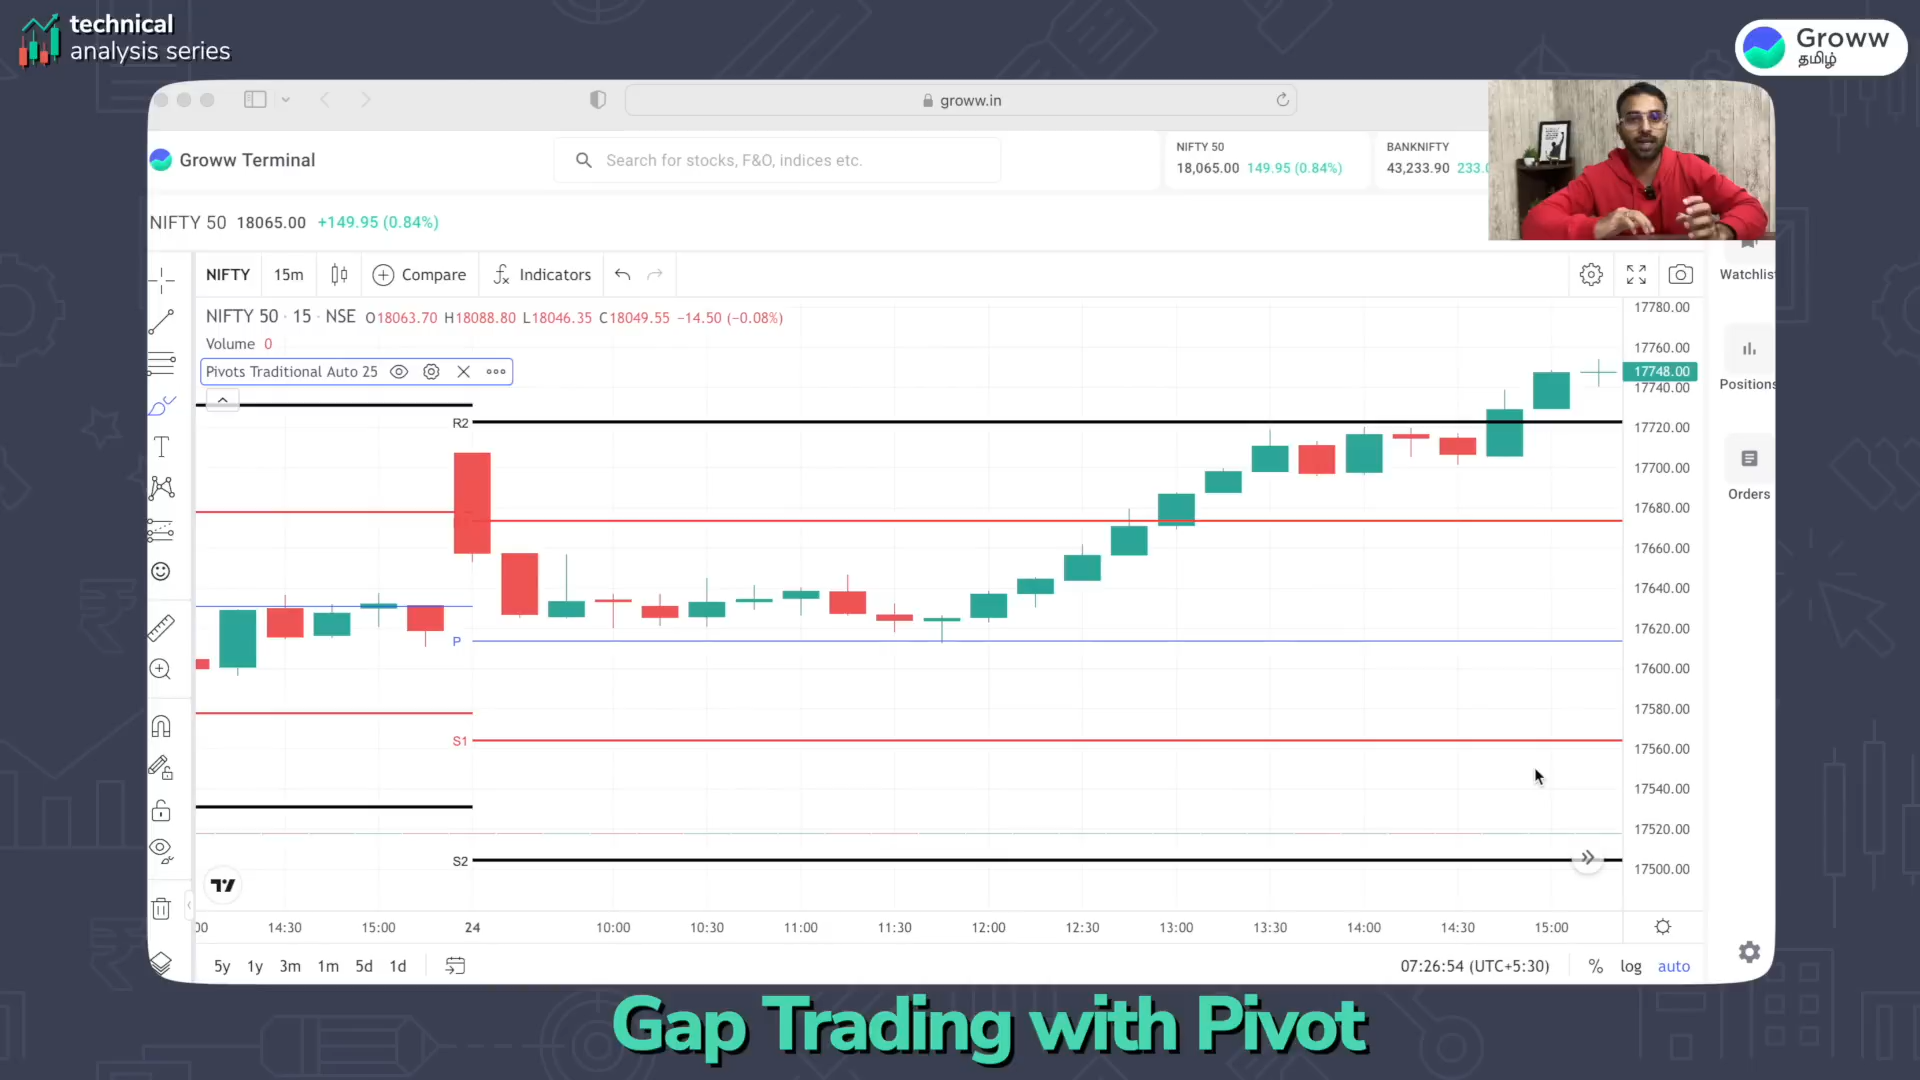 technical
analysis series
Groww
தமிழ்
groww.in
Groww Terminal
Search for stocks, F&O, indices etc.
NIFTY 50
18,065.00 149.95 (0.84%)
BANKNIFTY
43,233.90 233.0
NIFTY 50 18065.00 +149.95 (0.84%)
NIFTY 15m Compare Indicators
Watchlist
NIFTY 50 · 15 · NSE O18063.70 H18088.80 L18046.35 C18049.55 −14.50 (−0.08%)
Volume 0
Pivots Traditional Auto 25
17780.00
17760.00
17748.00
17740.00
17720.00
17700.00
17680.00
17660.00
17640.00
17620.00
17600.00
17580.00
17560.00
17540.00
17520.00
17500.00
Positions
Orders
R2
P
S1
S2
00 14:30 15:00 24 10:00 10:30 11:00 11:30 12:00 12:30 13:00 13:30 14:00 14:30 15:00
5y 1y 3m 1m 5d 1d 07:26:54 (UTC+5:30) % log auto
Gap Trading with Pivot